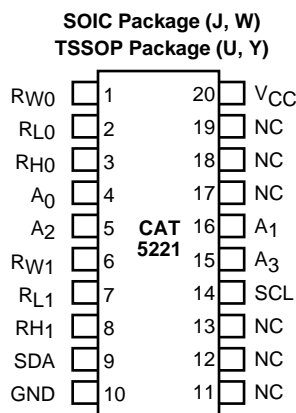 SOIC Package (J, W)
TSSOP Package (U, Y)
RW0 1 20 VCC
RL0 2 19 NC
RH0 3 18 NC
A0 4 17 NC
A2 5 CAT 16 A1
RW1 6 5221 15 A3
RL1 7 14 SCL
RH1 8 13 NC
SDA 9 12 NC
GND 10 11 NC